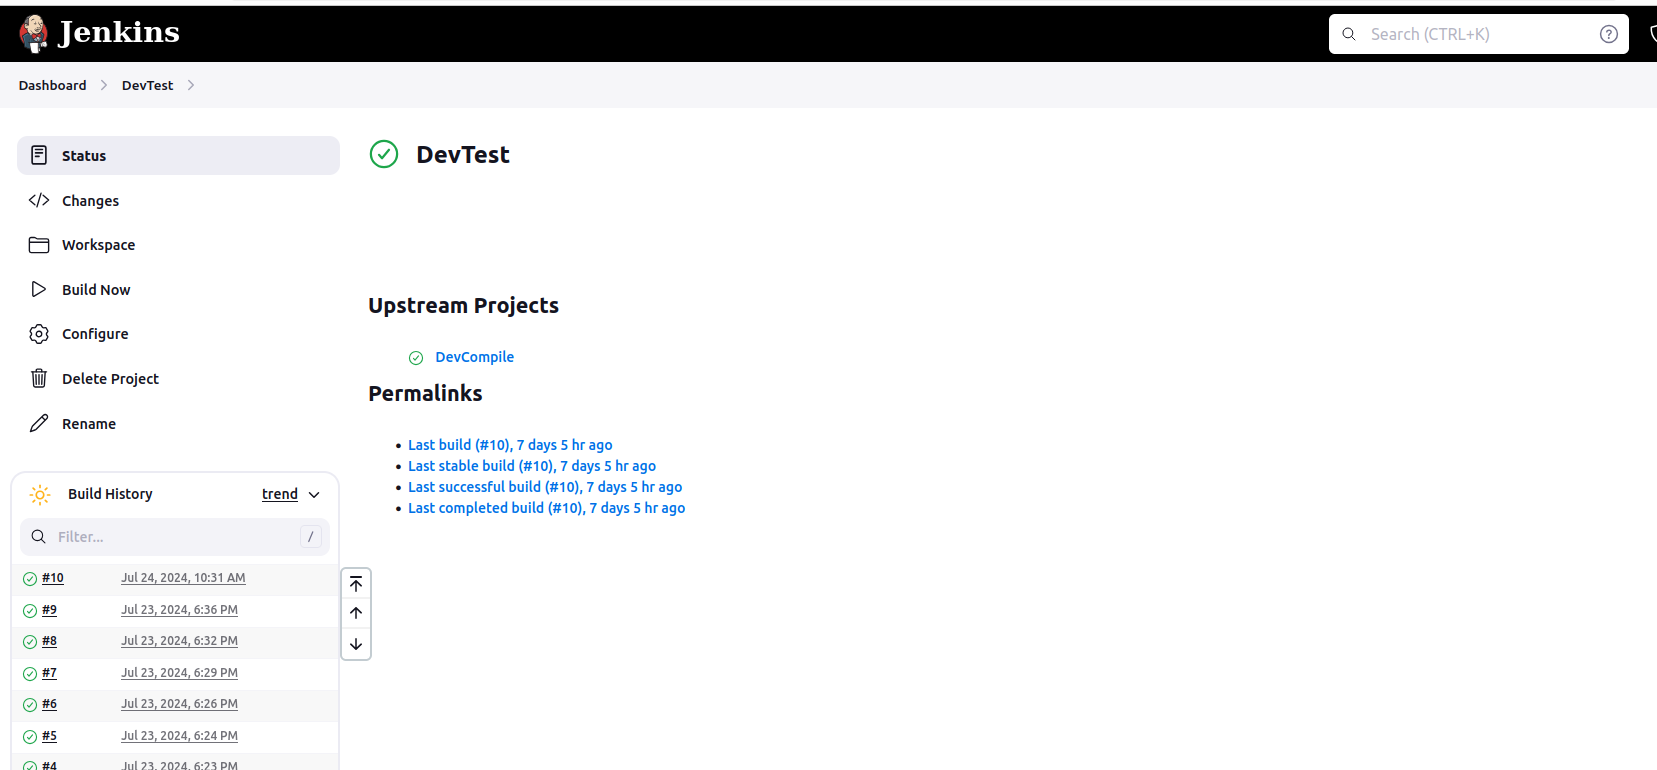 Jenkins
Search (CTRL+K)
Dashboard
DevTest
Status
Changes
Workspace
Build Now
Configure
Delete Project
Rename
Build History
trend
Filter...
/
#10 Jul 24, 2024, 10:31 AM
#9 Jul 23, 2024, 6:36 PM
#8 Jul 23, 2024, 6:32 PM
#7 Jul 23, 2024, 6:29 PM
#6 Jul 23, 2024, 6:26 PM
#5 Jul 23, 2024, 6:24 PM
#4 Jul 23, 2024, 6:23 PM
DevTest
Upstream Projects
DevCompile
Permalinks
• Last build (#10), 7 days 5 hr ago
• Last stable build (#10), 7 days 5 hr ago
• Last successful build (#10), 7 days 5 hr ago
• Last completed build (#10), 7 days 5 hr ago